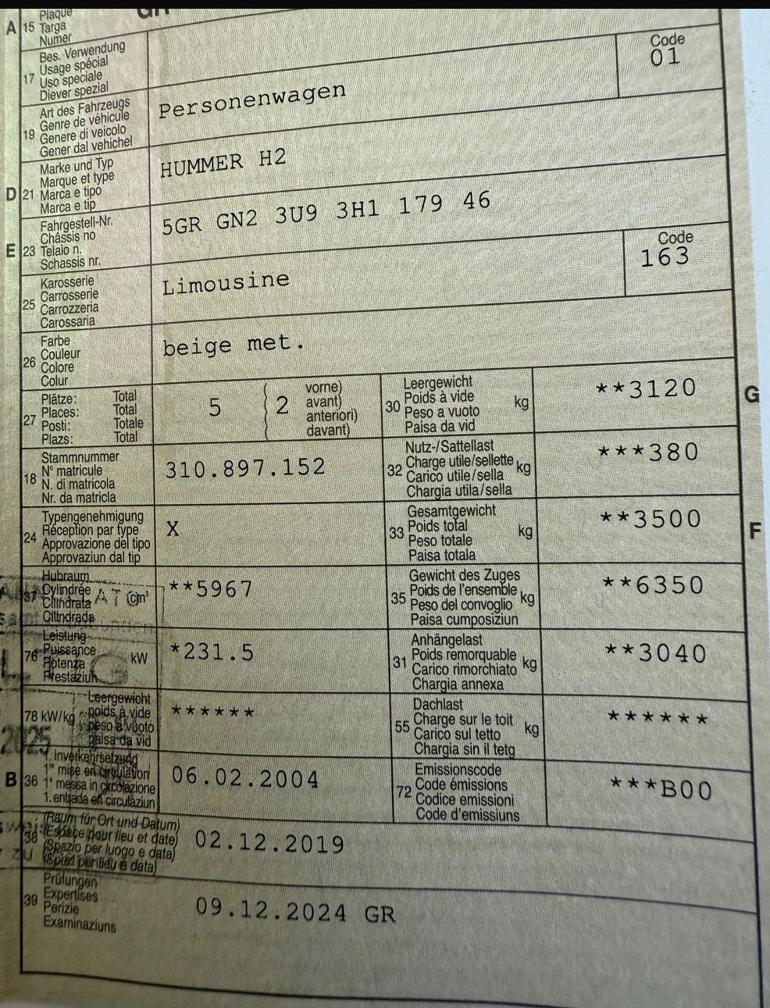 Plaque
A 15 Targa
Numer
Bes. Verwendung
17 Usage spécial
Uso speciale
Diever spezial
Code
01
Art des Fahrzeugs
19 Genre de véhicule
Genere di veicolo
Gener dal vehichel
Personenwagen
Marke und Typ
D 21 Marque et type
Marca e tipo
Marca e tip
HUMMER H2
Fahrgestell-Nr.
Châssis no
E 23 Telaio n.
Schassis nr.
5GR GN2 3U9 3H1 179 46
Karosserie
25 Carrosserie
Carrozzeria
Carossaria
Limousine
Code
163
Farbe
26 Couleur
Colore
Colur
beige met.
Plätze: Total
27 Places: Total
Posti: Totale
Plazs: Total
5
2
vorne)
avant)
anteriori)
davant)
Leergewicht
30 Poids à vide kg
Peso a vuoto
Paisa da vid
**3120
G
Stammnummer
18 N° matricule
N. di matricola
Nr. da matricla
310.897.152
Nutz-/Sattellast
32 Charge utile/sellette kg
Carico utile/sella
Chargia utila/sella
***380
Typengenehmigung
24 Réception par type
Approvazione del tipo
Approvaziun dal tip
X
Gesamtgewicht
33 Poids total kg
Peso totale
Paisa totala
**3500
F
Hubraum
37 Cylindrée cm³
Cilindrata
Cilindrada
**5967
Gewicht des Zuges
35 Poids de l'ensemble kg
Peso del convoglio
Paisa cumposiziun
**6350
Leistung
76 Puissance kW
Potenza
Prestaziun
*231.5
Anhängelast
31 Poids remorquable kg
Carico rimorchiato
Chargia annexa
**3040
Leergewicht
78 kW/kg poids à vide
peso a vuoto
paisa da vid
******
Dachlast
55 Charge sur le toit kg
Carico sul tetto
Chargia sin il tetg
******
2025
1. Inverkehrsetzung
B 36 1re mise en circulation
1a messa in circolazione
1. entrada en circulaziun
06.02.2004
Emissionscode
72 Code émissions
Codice emissioni
Code d'emissiuns
***B00
(Raum für Ort und Datum)
38 (Espace pour lieu et date)
(Spazio per luogo e data)
(Spazi per lieu e data)
02.12.2019
Prüfungen
39 Expertises
Perizie
Examinaziuns
09.12.2024 GR